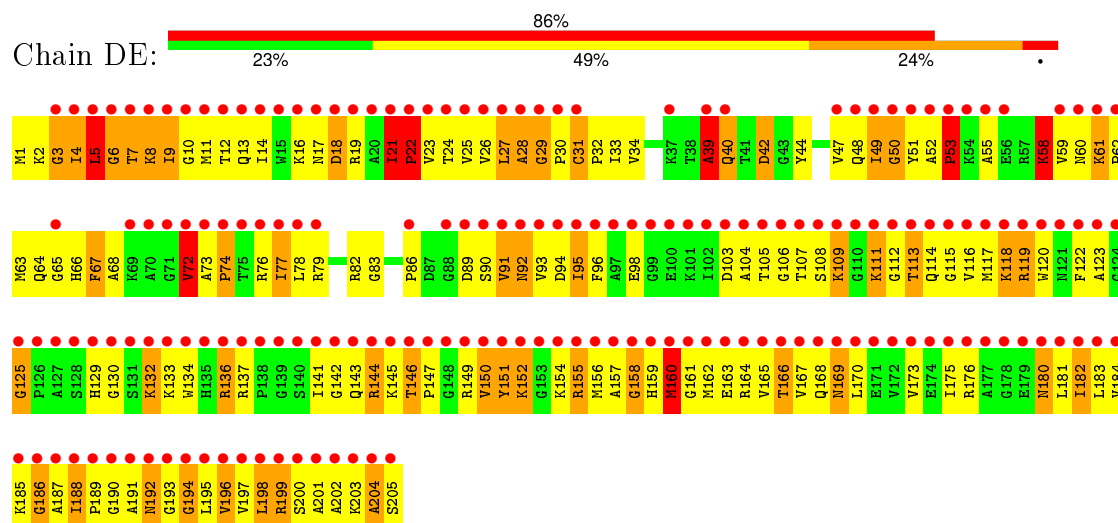 86%
Chain DE:
23% 49% 24% •
M1 K2 G3 I4 L5 G6 T7 K8 I9 G10 M11 T12 Q13 I14 W15 K16 N17 D18 R19 A20 I21 P22 V23 T24 V25 V26 L27 A28 G29 P30 C31 P32 I33 V34 K37 T38 A39 Q40 T41 D42 G43 Y44 V47 Q48 I49 G50 Y51 A52 P53 K54 A55 E56 R57 K58 V59 N60 K61 P62
M63 Q64 G65 H66 F67 A68 K69 A70 G71 V72 A73 P74 T75 R76 I77 L78 R79 R82 G83 P86 D87 G88 D89 S90 V91 N92 V93 D94 I95 F96 A97 E98 G99 E100 K101 I102 D103 A104 T105 G106 T107 S108 K109 G110 K111 G112 T113 Q114 G115 V116 M117 K118 R119 W120 N121 F122 A123 G124
G125 P126 A127 S128 H129 G130 S131 K132 K133 W134 H135 R136 R137 P138 G139 S140 I141 G142 Q143 R144 K145 T146 P147 G148 R149 V150 Y151 K152 G153 K154 R155 M156 A157 G158 H159 M160 G161 M162 E163 R164 V165 T166 V167 Q168 N169 L170 E171 V172 V173 E174 I175 R176 A177 G178 E179 N180 L181 I182 L183 V184
K185 G186 A187 I188 P189 G190 A191 N192 G193 G194 L195 V196 V197 L198 R199 S200 A201 A202 K203 A204 S205